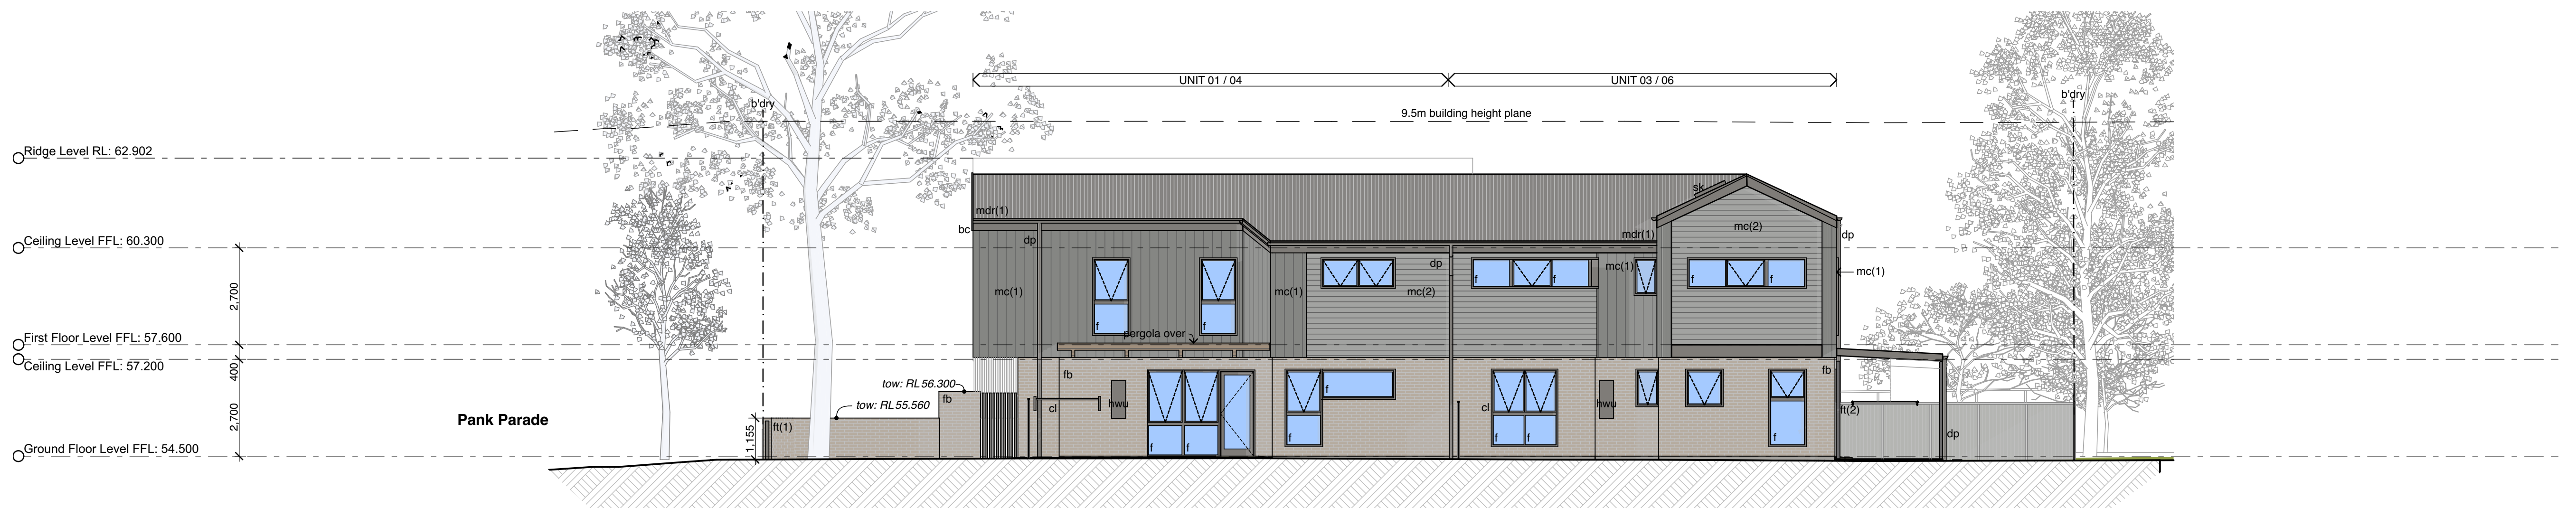 UNIT 01 / 04
UNIT 03 / 06
b'dry
b'dry
9.5m building height plane
Ridge Level RL: 62.902
sk
mdr(1)
mc(2)
bc
dp
mdr(1)
dp
Ceiling Level FFL: 60.300
dp
mc(1)
mc(1)
f
f
f
f
2,700
mc(1)
mc(1)
mc(2)
f
f
pergola over
First Floor Level FFL: 57.600
Ceiling Level FFL: 57.200
400
fb
fb
tow: RL56.300
f
fb
hwu
hwu
tow: RL55.560
cl
cl
ft(2)
Pank Parade
2,700
ft(1)
dp
1,155
f
f
f
f
f
f
Ground Floor Level FFL: 54.500